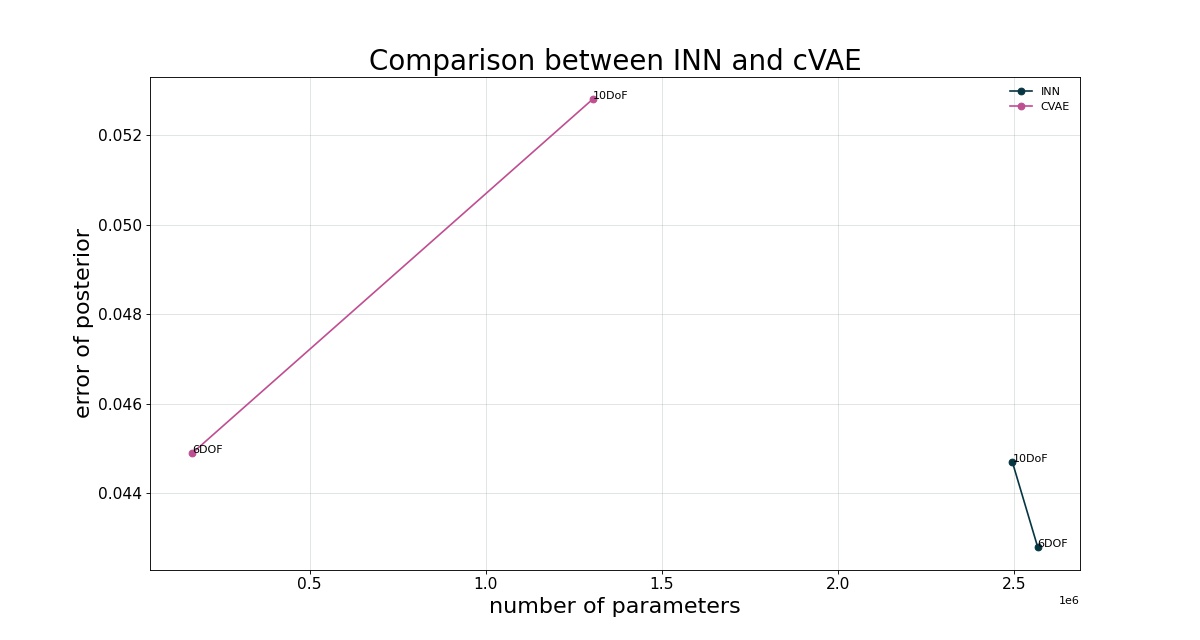 Comparison between INN and cVAE
INN
CVAE
10DoF
6DOF
10DoF
6DOF
error of posterior
0.052
0.050
0.048
0.046
0.044
0.5 1.0 1.5 2.0 2.5
1e6
number of parameters